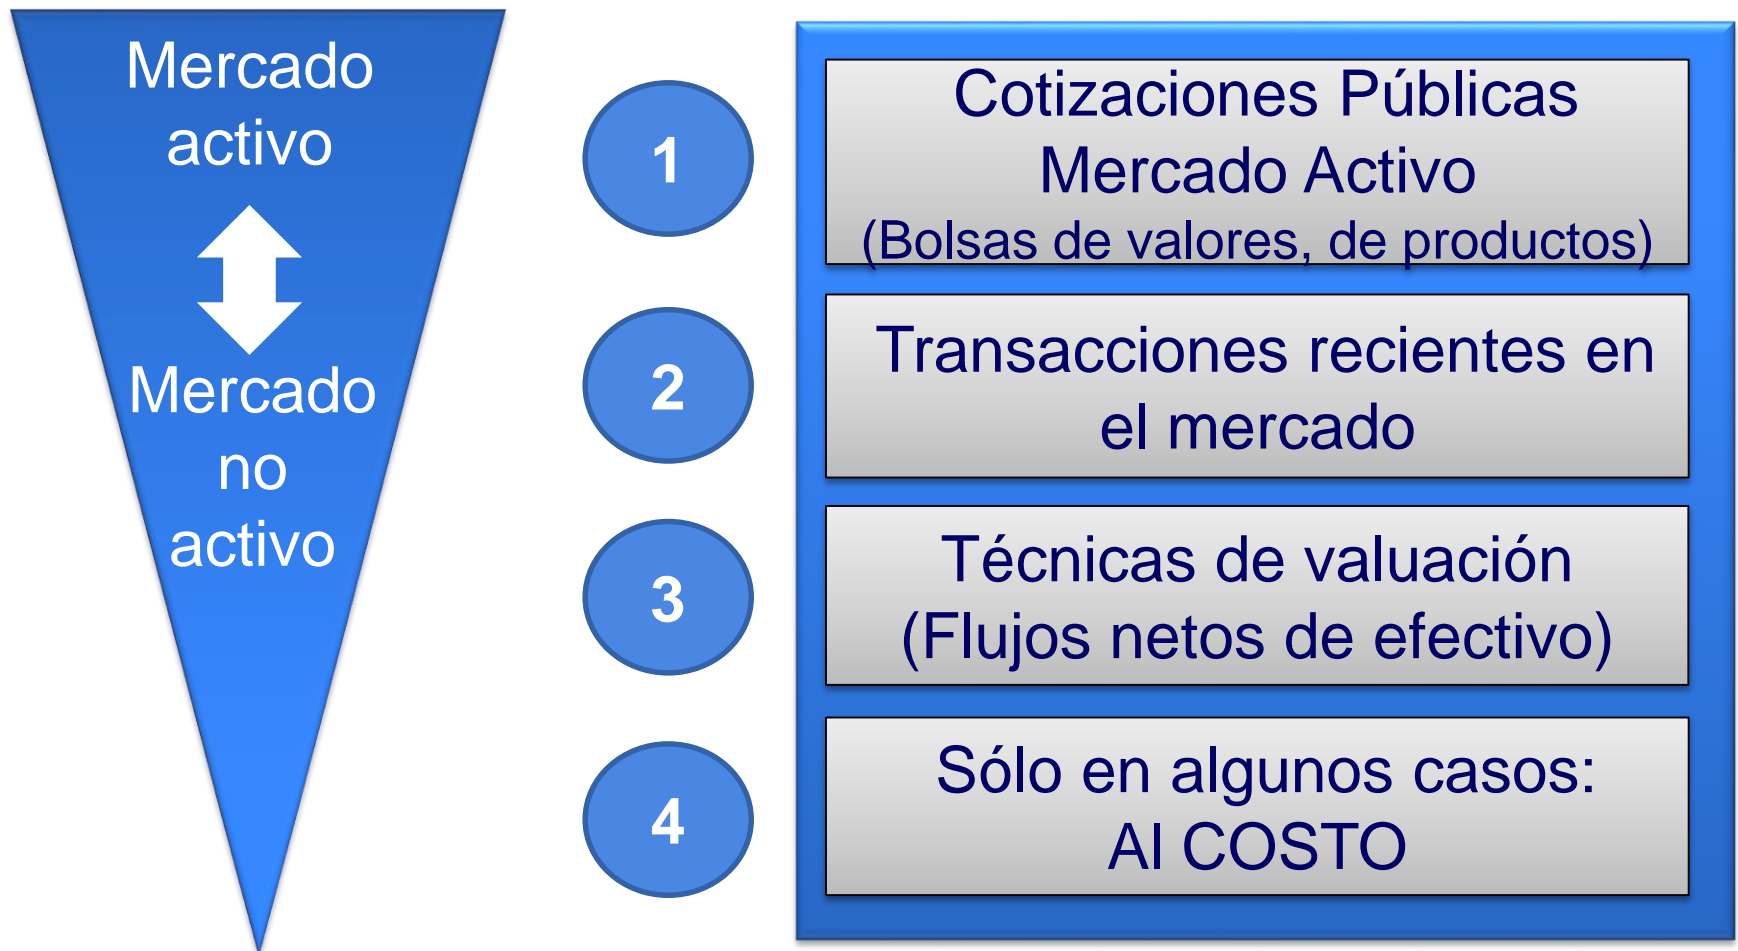 Mercado
activo
Mercado
no
activo
1
Cotizaciones Públicas
Mercado Activo
(Bolsas de valores, de productos)
2
Transacciones recientes en
el mercado
3
Técnicas de valuación
(Flujos netos de efectivo)
4
Sólo en algunos casos:
Al COSTO